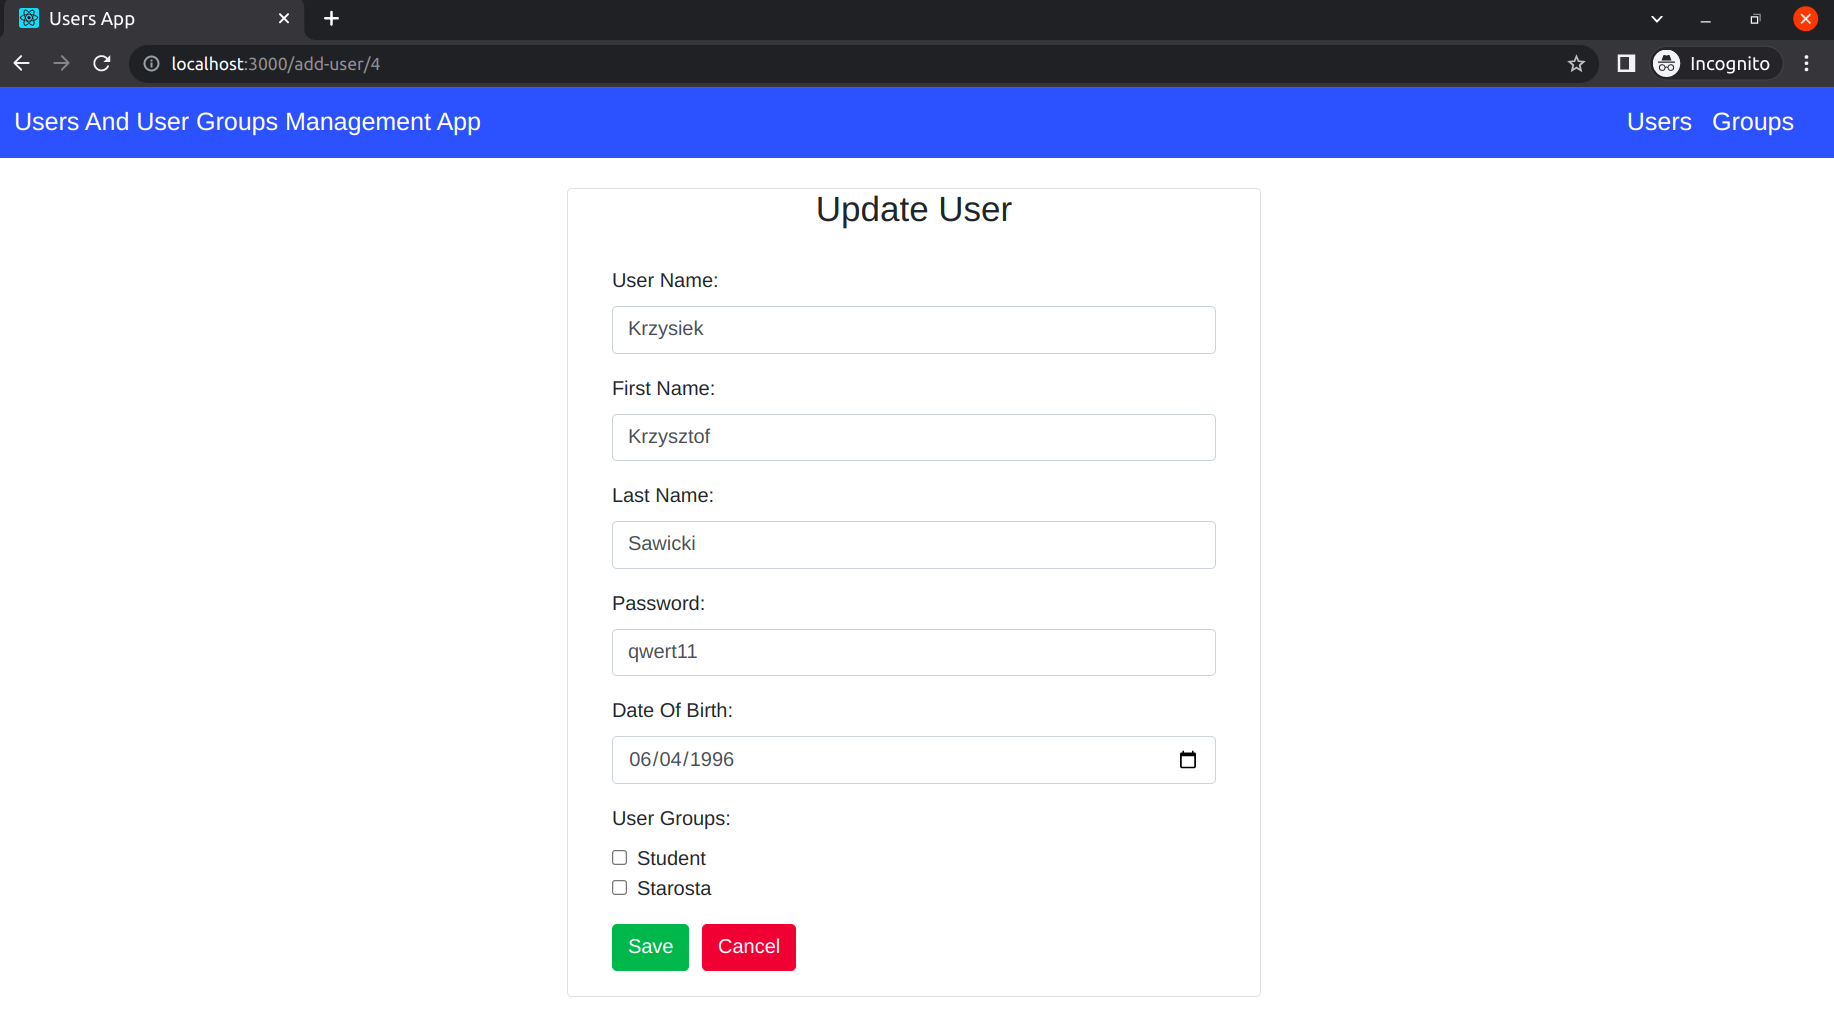 Users App
localhost:3000/add-user/4
Incognito
Users And User Groups Management App
Users Groups
Update User
User Name:
Krzysiek
First Name:
Krzysztof
Last Name:
Sawicki
Password:
qwert11
Date Of Birth:
06/04/1996
User Groups:
Student
Starosta
Save Cancel